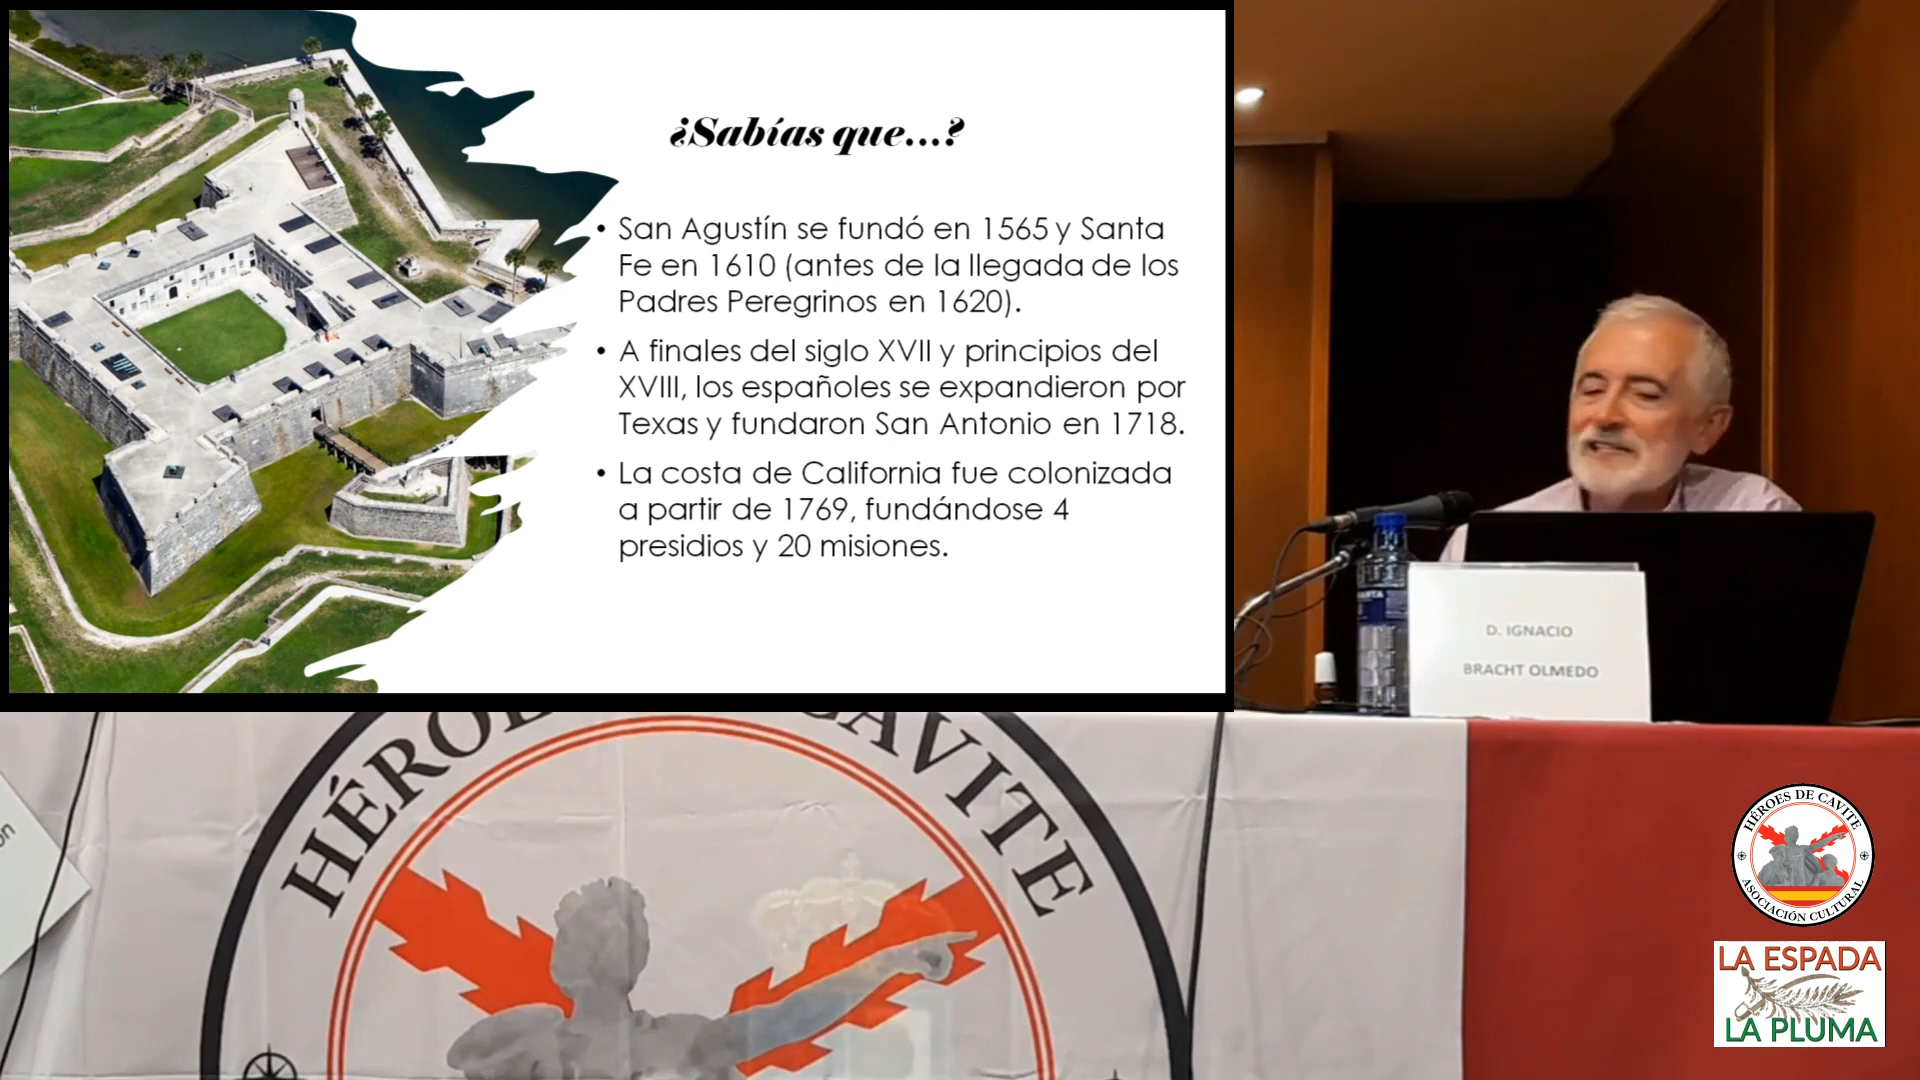 ¿Sabías que...?
• San Agustín se fundó en 1565 y Santa
Fe en 1610 (antes de la llegada de los
Padres Peregrinos en 1620).
• A finales del siglo XVII y principios del
XVIII, los españoles se expandieron por
Texas y fundaron San Antonio en 1718.
• La costa de California fue colonizada
a partir de 1769, fundándose 4
presidios y 20 misiones.
D. IGNACIO
BRACHT OLMEDO
CAVITE
HÉROES DE CAVITE
ASOCIACIÓN CULTURAL
LA ESPADA
LA PLUMA